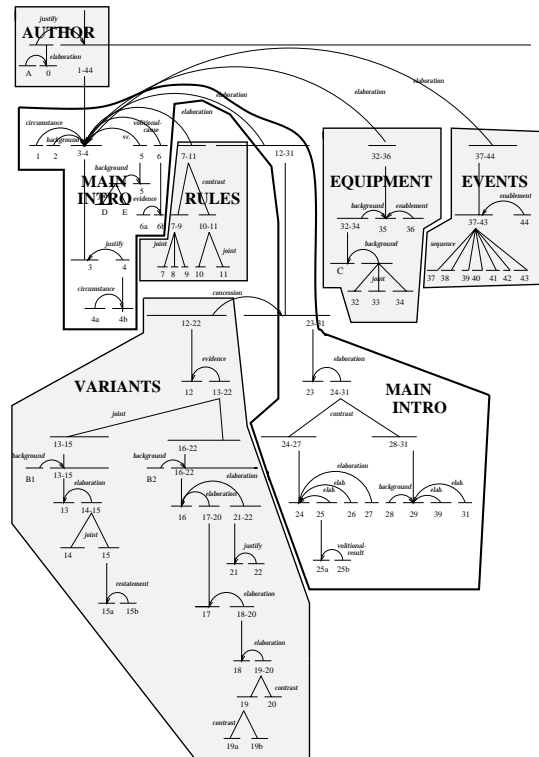 justify
AUTHOR
elaboration
A 0 1-44
elaboration
elaboration
circumstance volitional-cause elaboration
background vc.
1 2 3-4 5 6 7-11 12-31 32-36 37-44
background contrast
MAIN EQUIPMENT EVENTS
INTRO RULES
5
D E evidence background enablement enablement
6a 6b 7-9 10-11 32-34 35 36 37-43 44
justify joint joint background sequence
3 4 7 8 9 10 11 C 37 38 39 40 41 42 43
circumstance 32 33 34
4a 4b
concession
12-22 23-31
evidence elaboration
VARIANTS 12 13-22 23 24-31 MAIN
INTRO
joint contrast
13-15 16-22 24-27 28-31
background background elaboration
B1 13-15 B2 16-22 elaboration elab.
elaboration elaboration elab. background elab.
13 14-15 16 17-20 21-22 24 25 26 27 28 29 39 31
joint justify volitional-result
14 15 21 22 25a 25b
restatement elaboration
15a 15b 17 18-20
elaboration
18 19-20
contrast
19 20
contrast
19a 19b